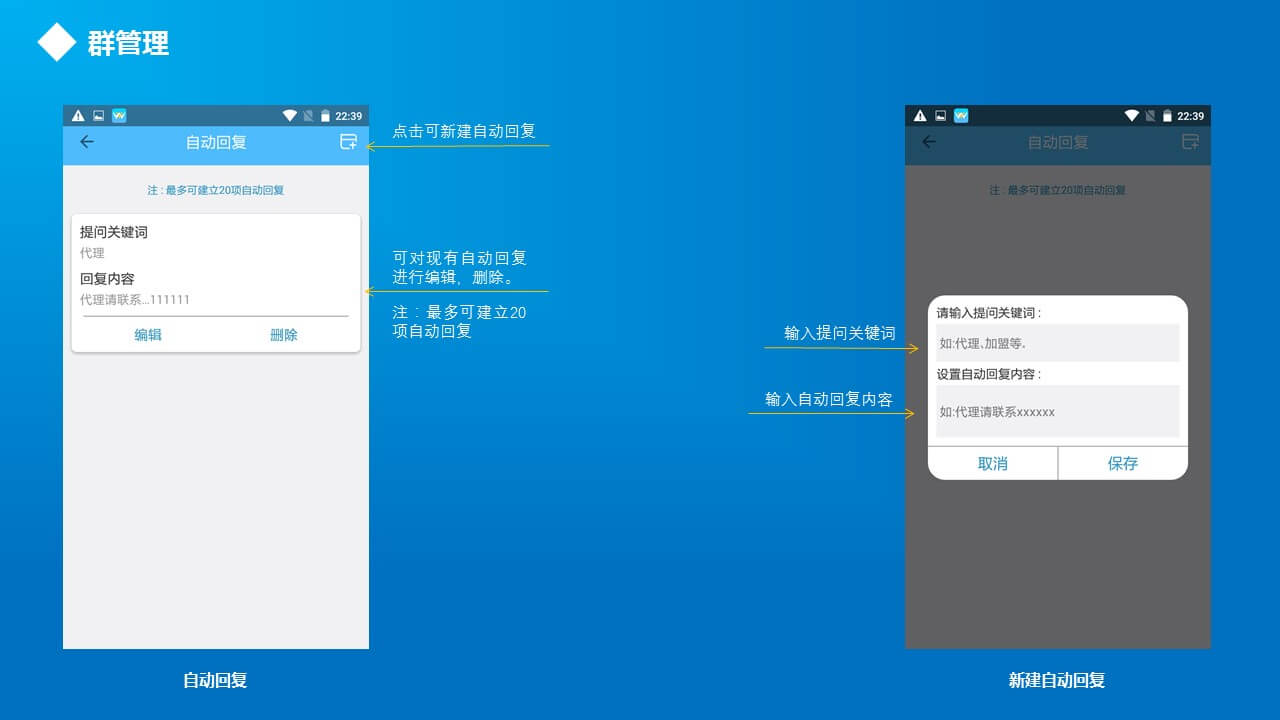 群管理
22:39
自动回复
注 : 最多可建立20项自动回复
提问关键词
代理
回复内容
代理请联系...111111
编辑
删除
点击可新建自动回复
可对现有自动回复
进行编辑，删除。
注：最多可建立20
项自动回复
自动回复
22:39
自动回复
注 : 最多可建立20项自动回复
请输入提问关键词 :
如:代理、加盟等.
设置自动回复内容 :
如:代理请联系xxxxxx
取消
保存
输入提问关键词
输入自动回复内容
新建自动回复